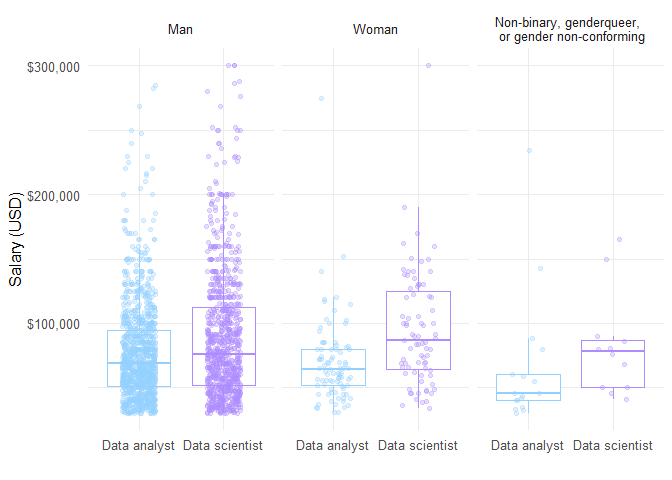 Man
Woman
Non-binary, genderqueer,
or gender non-conforming
$300,000
$200,000
$100,000
Salary (USD)
Data analyst Data scientist
Data analyst Data scientist
Data analyst Data scientist